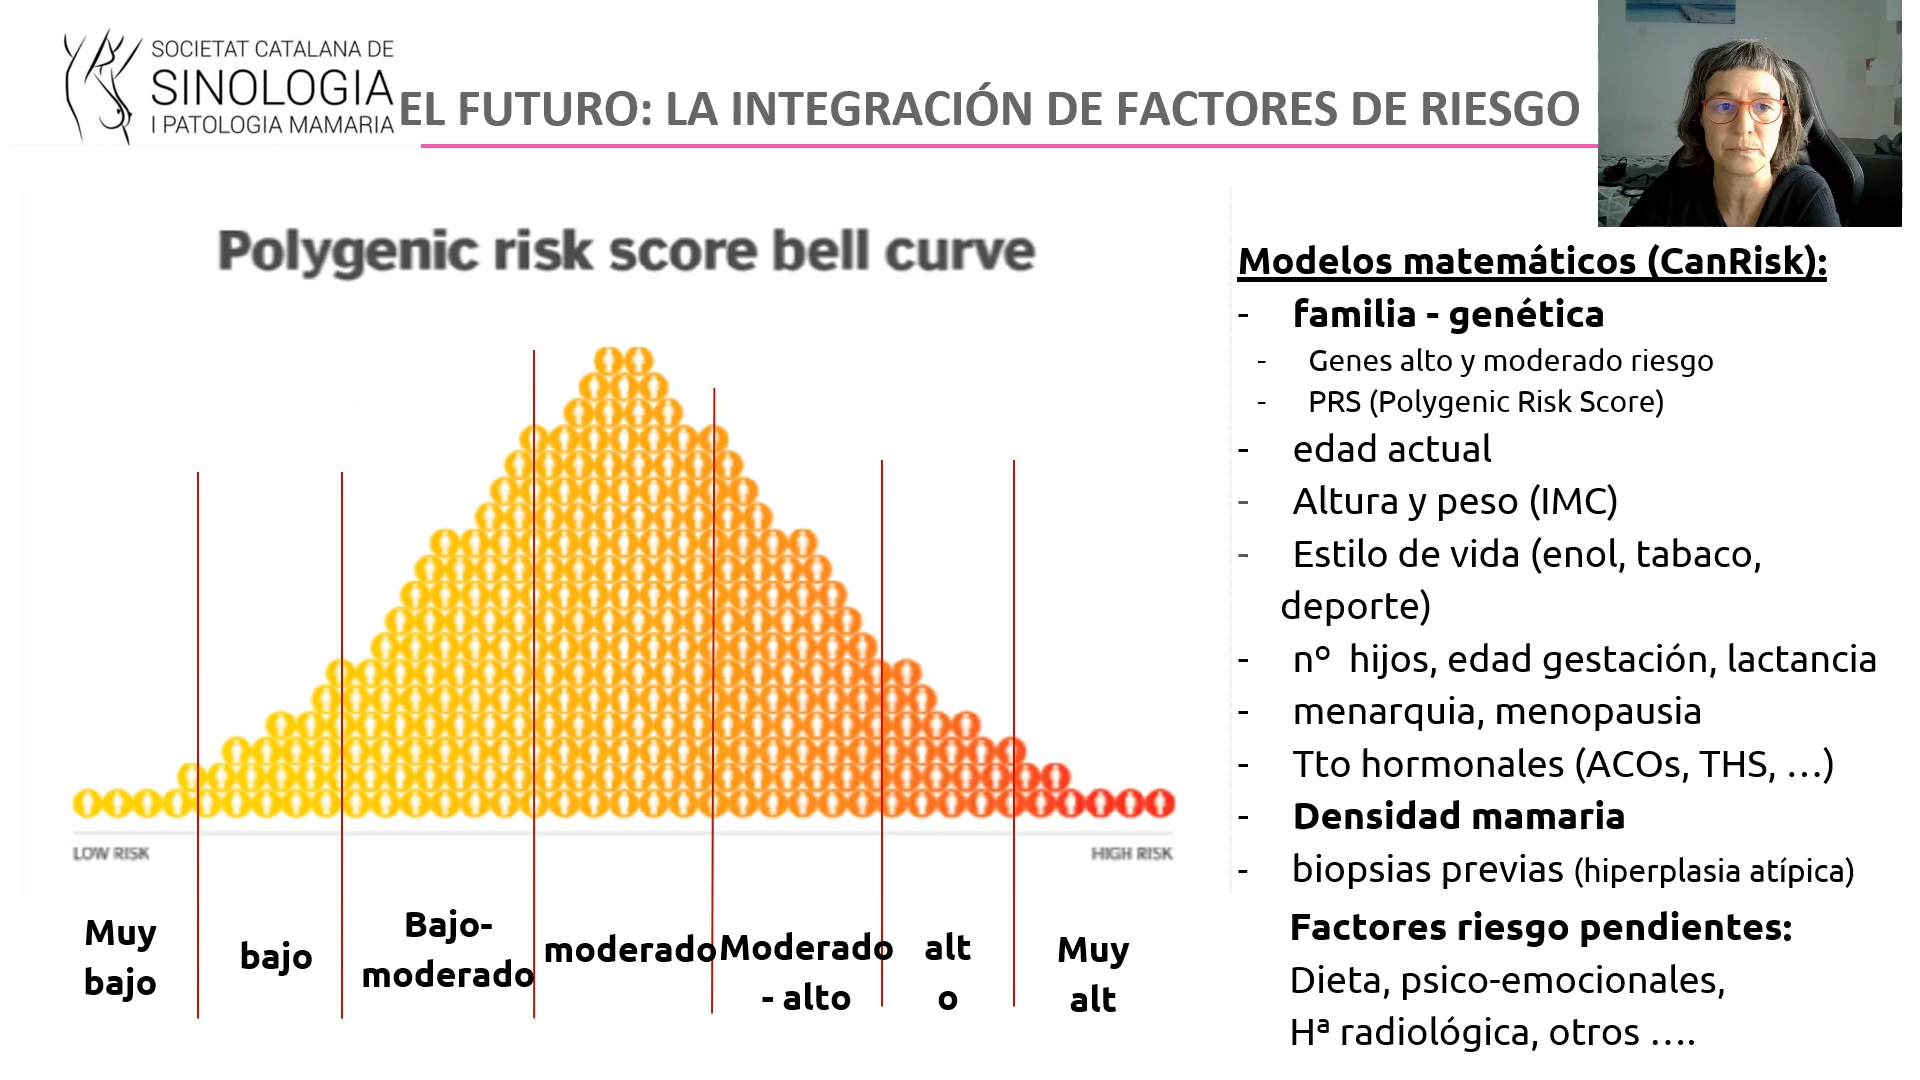 SOCIETAT CATALANA DE
SINOLOGIA
I PATOLOGIA MAMARIA
EL FUTURO: LA INTEGRACIÓN DE FACTORES DE RIESGO
Polygenic risk score bell curve
LOW RISK
HIGH RISK
Muy
bajo
bajo
Bajo-
moderado
moderado
Moderado
- alto
alt
o
Muy
alt
Modelos matemáticos (CanRisk):
- familia - genética
- Genes alto y moderado riesgo
- PRS (Polygenic Risk Score)
- edad actual
- Altura y peso (IMC)
- Estilo de vida (enol, tabaco,
deporte)
- nº hijos, edad gestación, lactancia
- menarquia, menopausia
- Tto hormonales (ACOs, THS, …)
- Densidad mamaria
- biopsias previas (hiperplasia atípica)
Factores riesgo pendientes:
Dieta, psico-emocionales,
Hª radiológica, otros ….